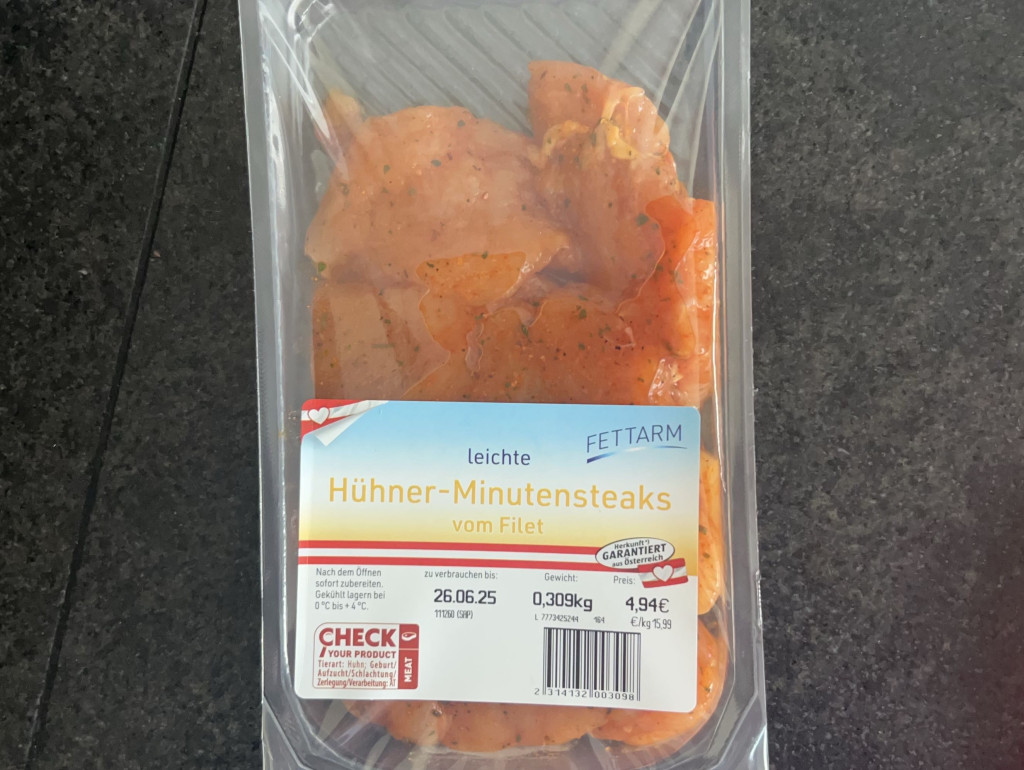 FETTARM
leichte
Hühner-Minutensteaks
vom Filet
Herkunft*)
GARANTIERT
aus Österreich
Nach dem Öffnen
sofort zubereiten.
Gekühlt lagern bei
0 °C bis + 4 °C.
zu verbrauchen bis:
26.06.25
111260 (SAP)
Gewicht:
0,309kg
L 7773425244 164
Preis:
4,94€
€/kg 15,99
CHECK
YOUR PRODUCT
MEAT
Tierart: Huhn; Geburt/
Aufzucht/Schlachtung/
Zerlegung/Verarbeitung: AT
2 314132 003098